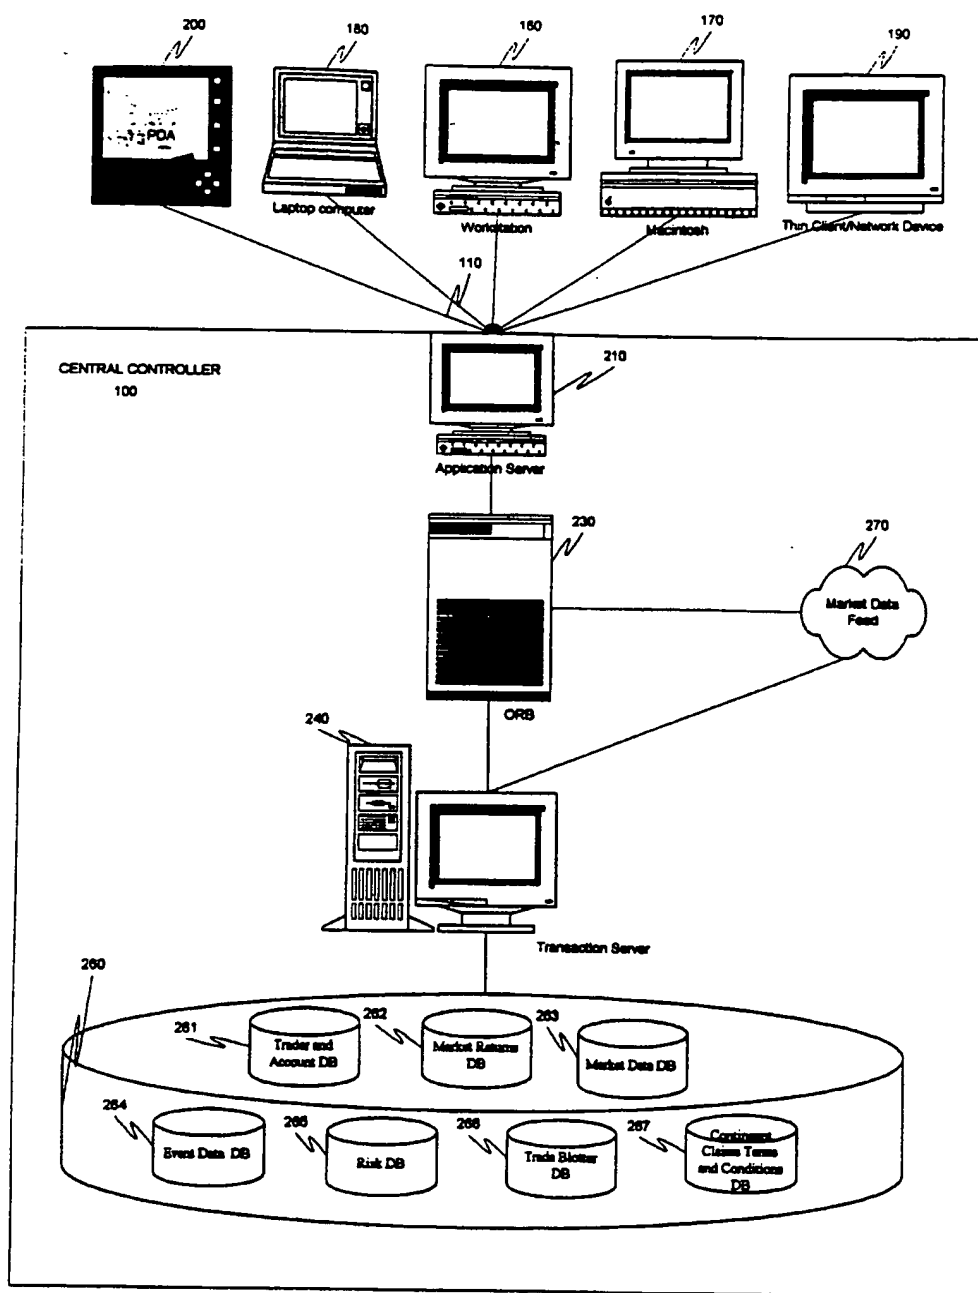 200
180
160
170
190
PDA
Laptop computer
Workstation
Macintosh
Thin Client/Network Device
110
CENTRAL CONTROLLER
100
210
Application Server
230
270
Market Data
Feed
ORB
240
Transaction Server
260
261
Trader and
Account DB
262
Market Returns
DB
263
Market Data DB
264
Event Data DB
265
Risk DB
266
Trade Blotter
DB
267
Contingent
Claims Terms
and Conditions
DB